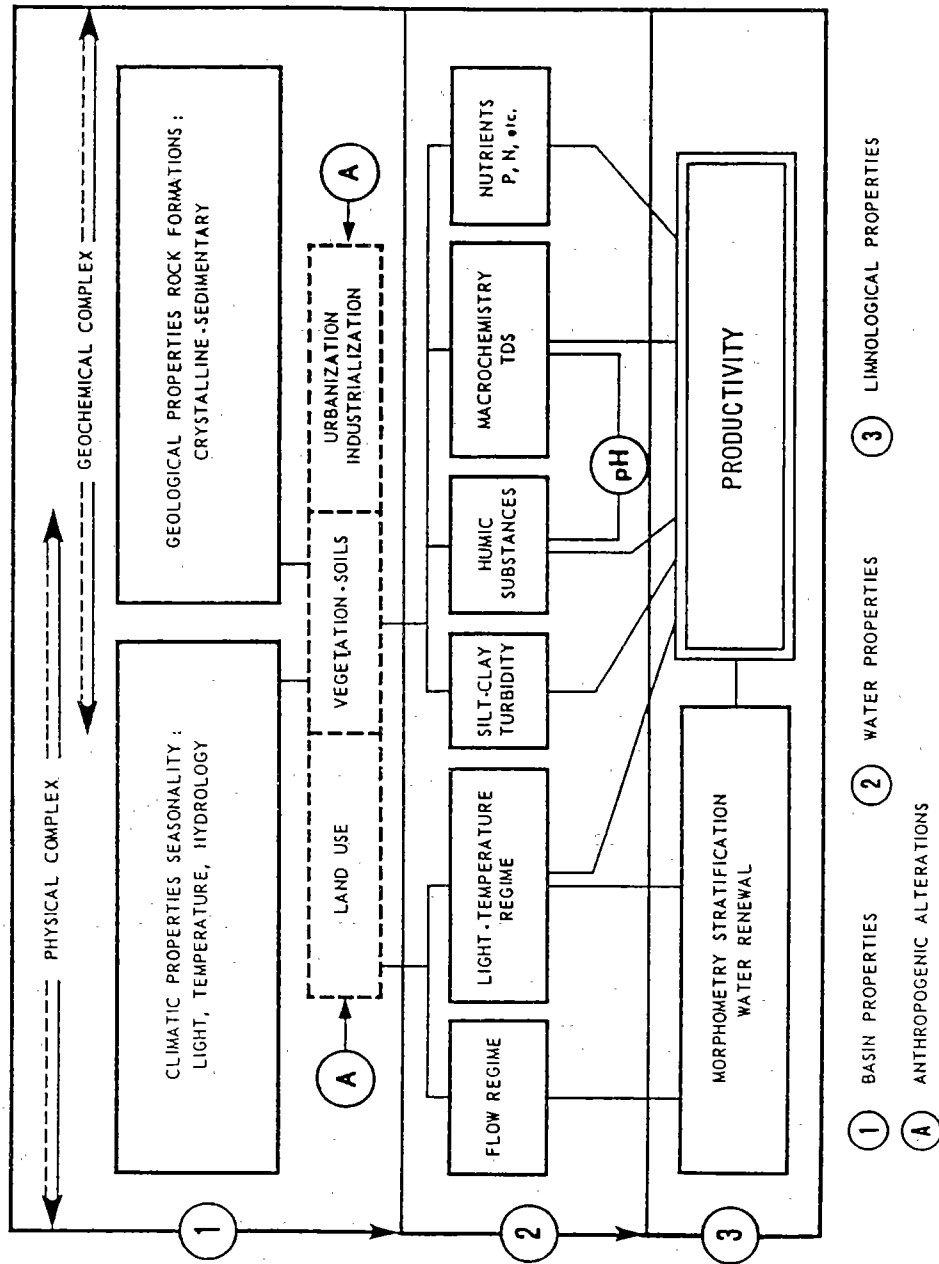 PHYSICAL COMPLEX
GEOCHEMICAL COMPLEX
CLIMATIC PROPERTIES SEASONALITY :
LIGHT, TEMPERATURE, HYDROLOGY
GEOLOGICAL PROPERTIES ROCK FORMATIONS :
CRYSTALLINE - SEDIMENTARY
1
A
LAND USE
VEGETATION - SOILS
URBANIZATION
INDUSTRIALIZATION
A
2
FLOW REGIME
LIGHT - TEMPERATURE
REGIME
SILT - CLAY
TURBIDITY
HUMIC
SUBSTANCES
MACROCHEMISTRY
TDS
NUTRIENTS
P, N, etc.
pH
3
MORPHOMETRY STRATIFICATION
WATER RENEWAL
PRODUCTIVITY
1 BASIN PROPERTIES
2 WATER PROPERTIES
3 LIMNOLOGICAL PROPERTIES
A ANTHROPOGENIC ALTERATIONS